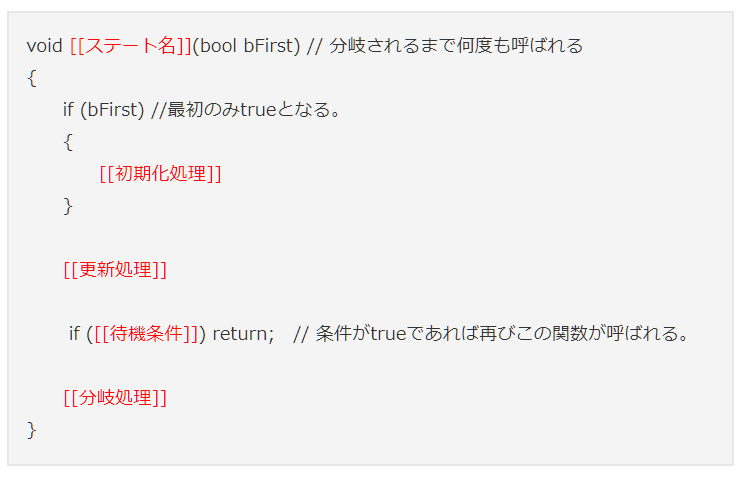 void [[ステート名]](bool bFirst) // 分岐されるまで何度も呼ばれる
{
if (bFirst) //最初のみtrueとなる。
{
[[初期化処理]]
}
[[更新処理]]
if ([[待機条件]]) return; // 条件がtrueであれば再びこの関数が呼ばれる。
[[分岐処理]]
}